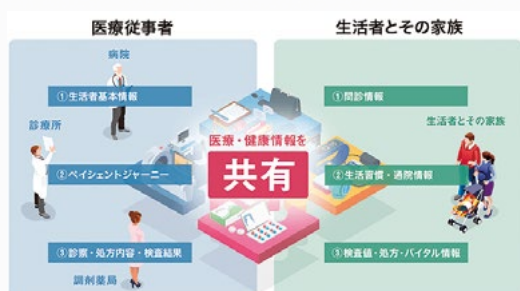 医療従事者
生活者とその家族
病院
①生活者基本情報
①問診情報
診療所
生活者とその家族
医療・健康情報を
共有
②ペイシェントジャーニー
②生活習慣・通院情報
③診察・処方内容・検査結果
③検査値・処方・バイタル情報
調剤薬局